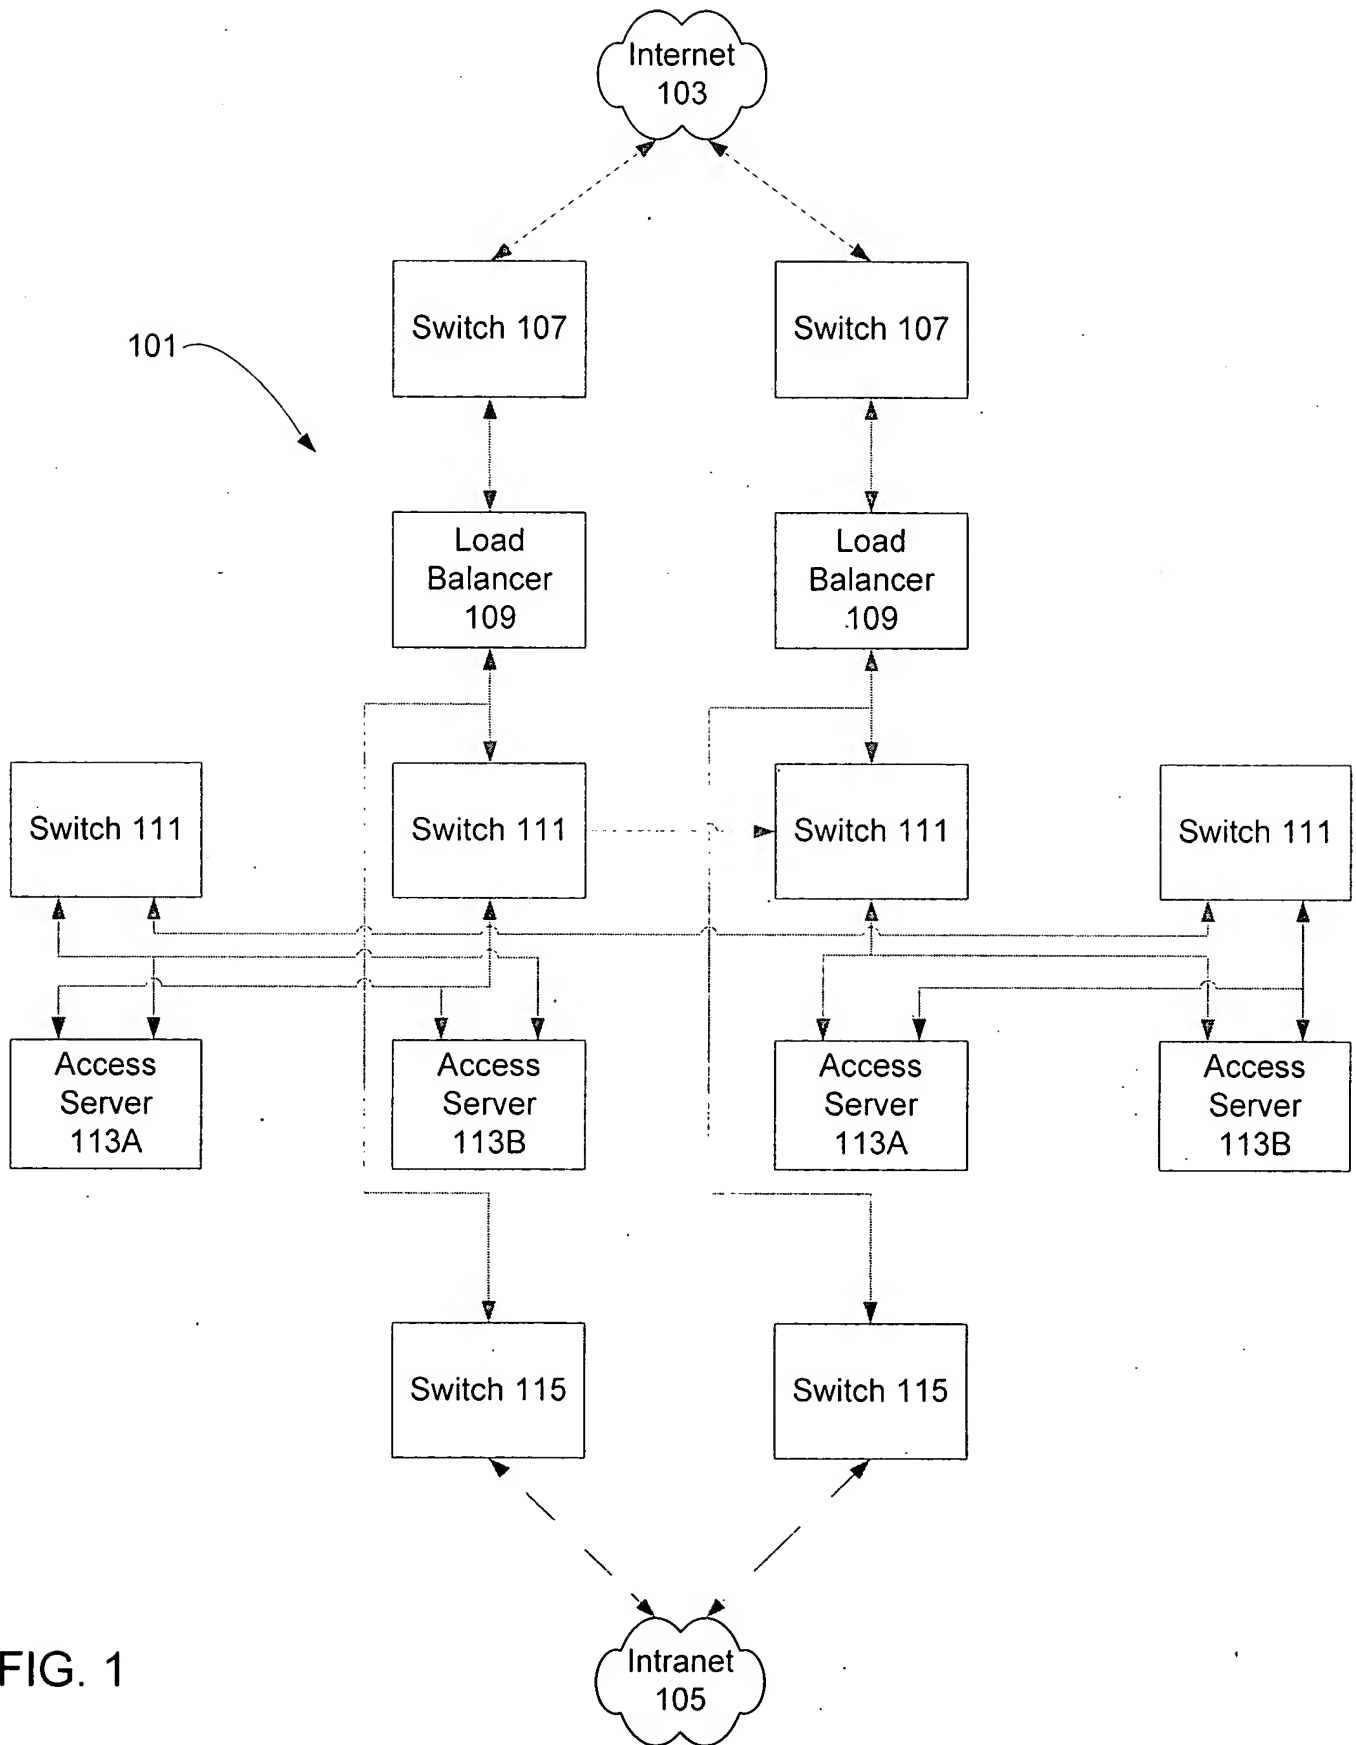 Internet
103
Switch 107
Switch 107
101
Load
Balancer
109
Load
Balancer
109
Switch 111
Switch 111
Switch 111
Switch 111
Access
Server
113A
Access
Server
113B
Access
Server
113A
Access
Server
113B
Switch 115
Switch 115
Intranet
105
FIG. 1